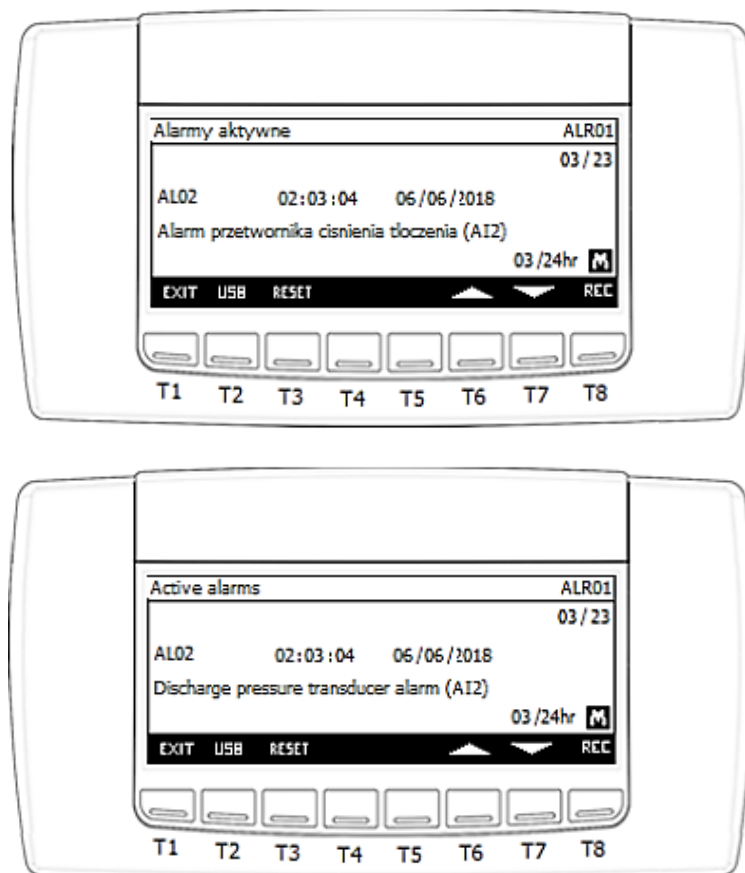 Alarmy aktywne ALR01
03/23
AL02 02:03:04 06/06/2018
Alarm przetwornika cisnienia tloczenia (AI2)
03/24hr M
EXIT USB RESET REC
T1 T2 T3 T4 T5 T6 T7 T8
Active alarms ALR01
03/23
AL02 02:03:04 06/06/2018
Discharge pressure transducer alarm (AI2)
03/24hr M
EXIT USB RESET REC
T1 T2 T3 T4 T5 T6 T7 T8